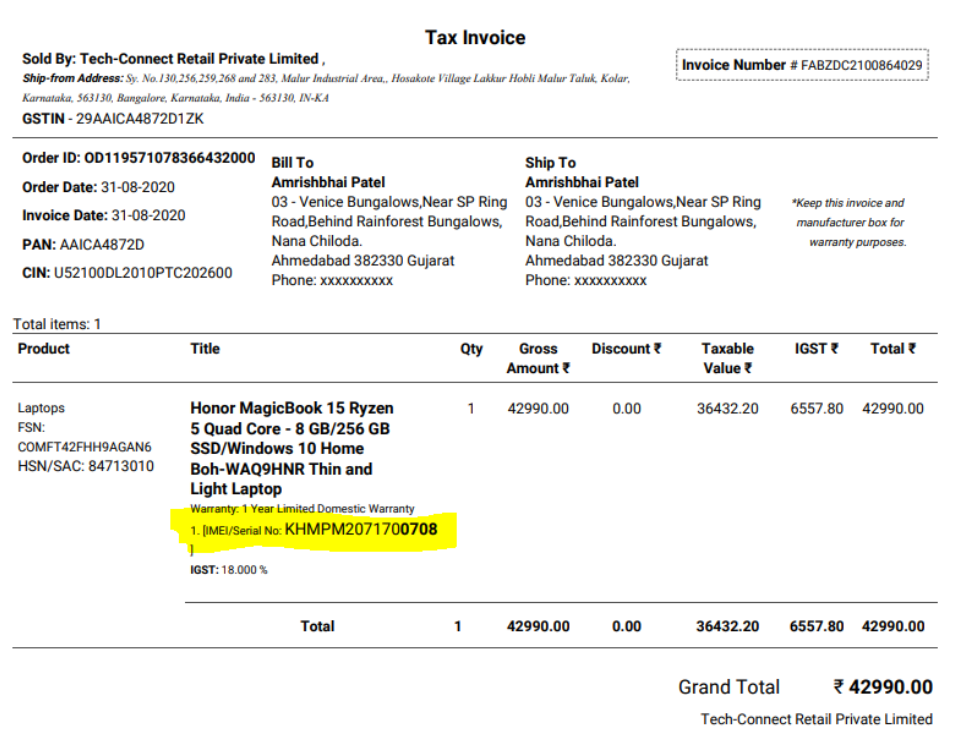 Tax Invoice
Sold By: Tech-Connect Retail Private Limited ,
Ship-from Address: Sy. No.130,256,259,268 and 283, Malur Industrial Area,, Hosakote Village Lakkur Hobli Malur Taluk, Kolar,
Karnataka, 563130, Bangalore, Karnataka, India - 563130, IN-KA
GSTIN - 29AAICA4872D1ZK
Invoice Number # FABZDC2100864029
Order ID: OD119571078366432000
Order Date: 31-08-2020
Invoice Date: 31-08-2020
PAN: AAICA4872D
CIN: U52100DL2010PTC202600
Bill To
Amrishbhai Patel
03 - Venice Bungalows,Near SP Ring
Road,Behind Rainforest Bungalows,
Nana Chiloda.
Ahmedabad 382330 Gujarat
Phone: xxxxxxxxxx
Ship To
Amrishbhai Patel
03 - Venice Bungalows,Near SP Ring
Road,Behind Rainforest Bungalows,
Nana Chiloda.
Ahmedabad 382330 Gujarat
Phone: xxxxxxxxxx
*Keep this invoice and
manufacturer box for
warranty purposes.
Total items: 1
Product Title Qty Gross Amount ₹ Discount ₹ Taxable Value ₹ IGST ₹ Total ₹
Laptops
FSN:
COMFT42FHH9AGAN6
HSN/SAC: 84713010
Honor MagicBook 15 Ryzen
5 Quad Core - 8 GB/256 GB
SSD/Windows 10 Home
Boh-WAQ9HNR Thin and
Light Laptop
Warranty: 1 Year Limited Domestic Warranty
1. [IMEI/Serial No: KHMPM2071700708
]
IGST: 18.000 %
1 42990.00 0.00 36432.20 6557.80 42990.00
Total 1 42990.00 0.00 36432.20 6557.80 42990.00
Grand Total ₹ 42990.00
Tech-Connect Retail Private Limited